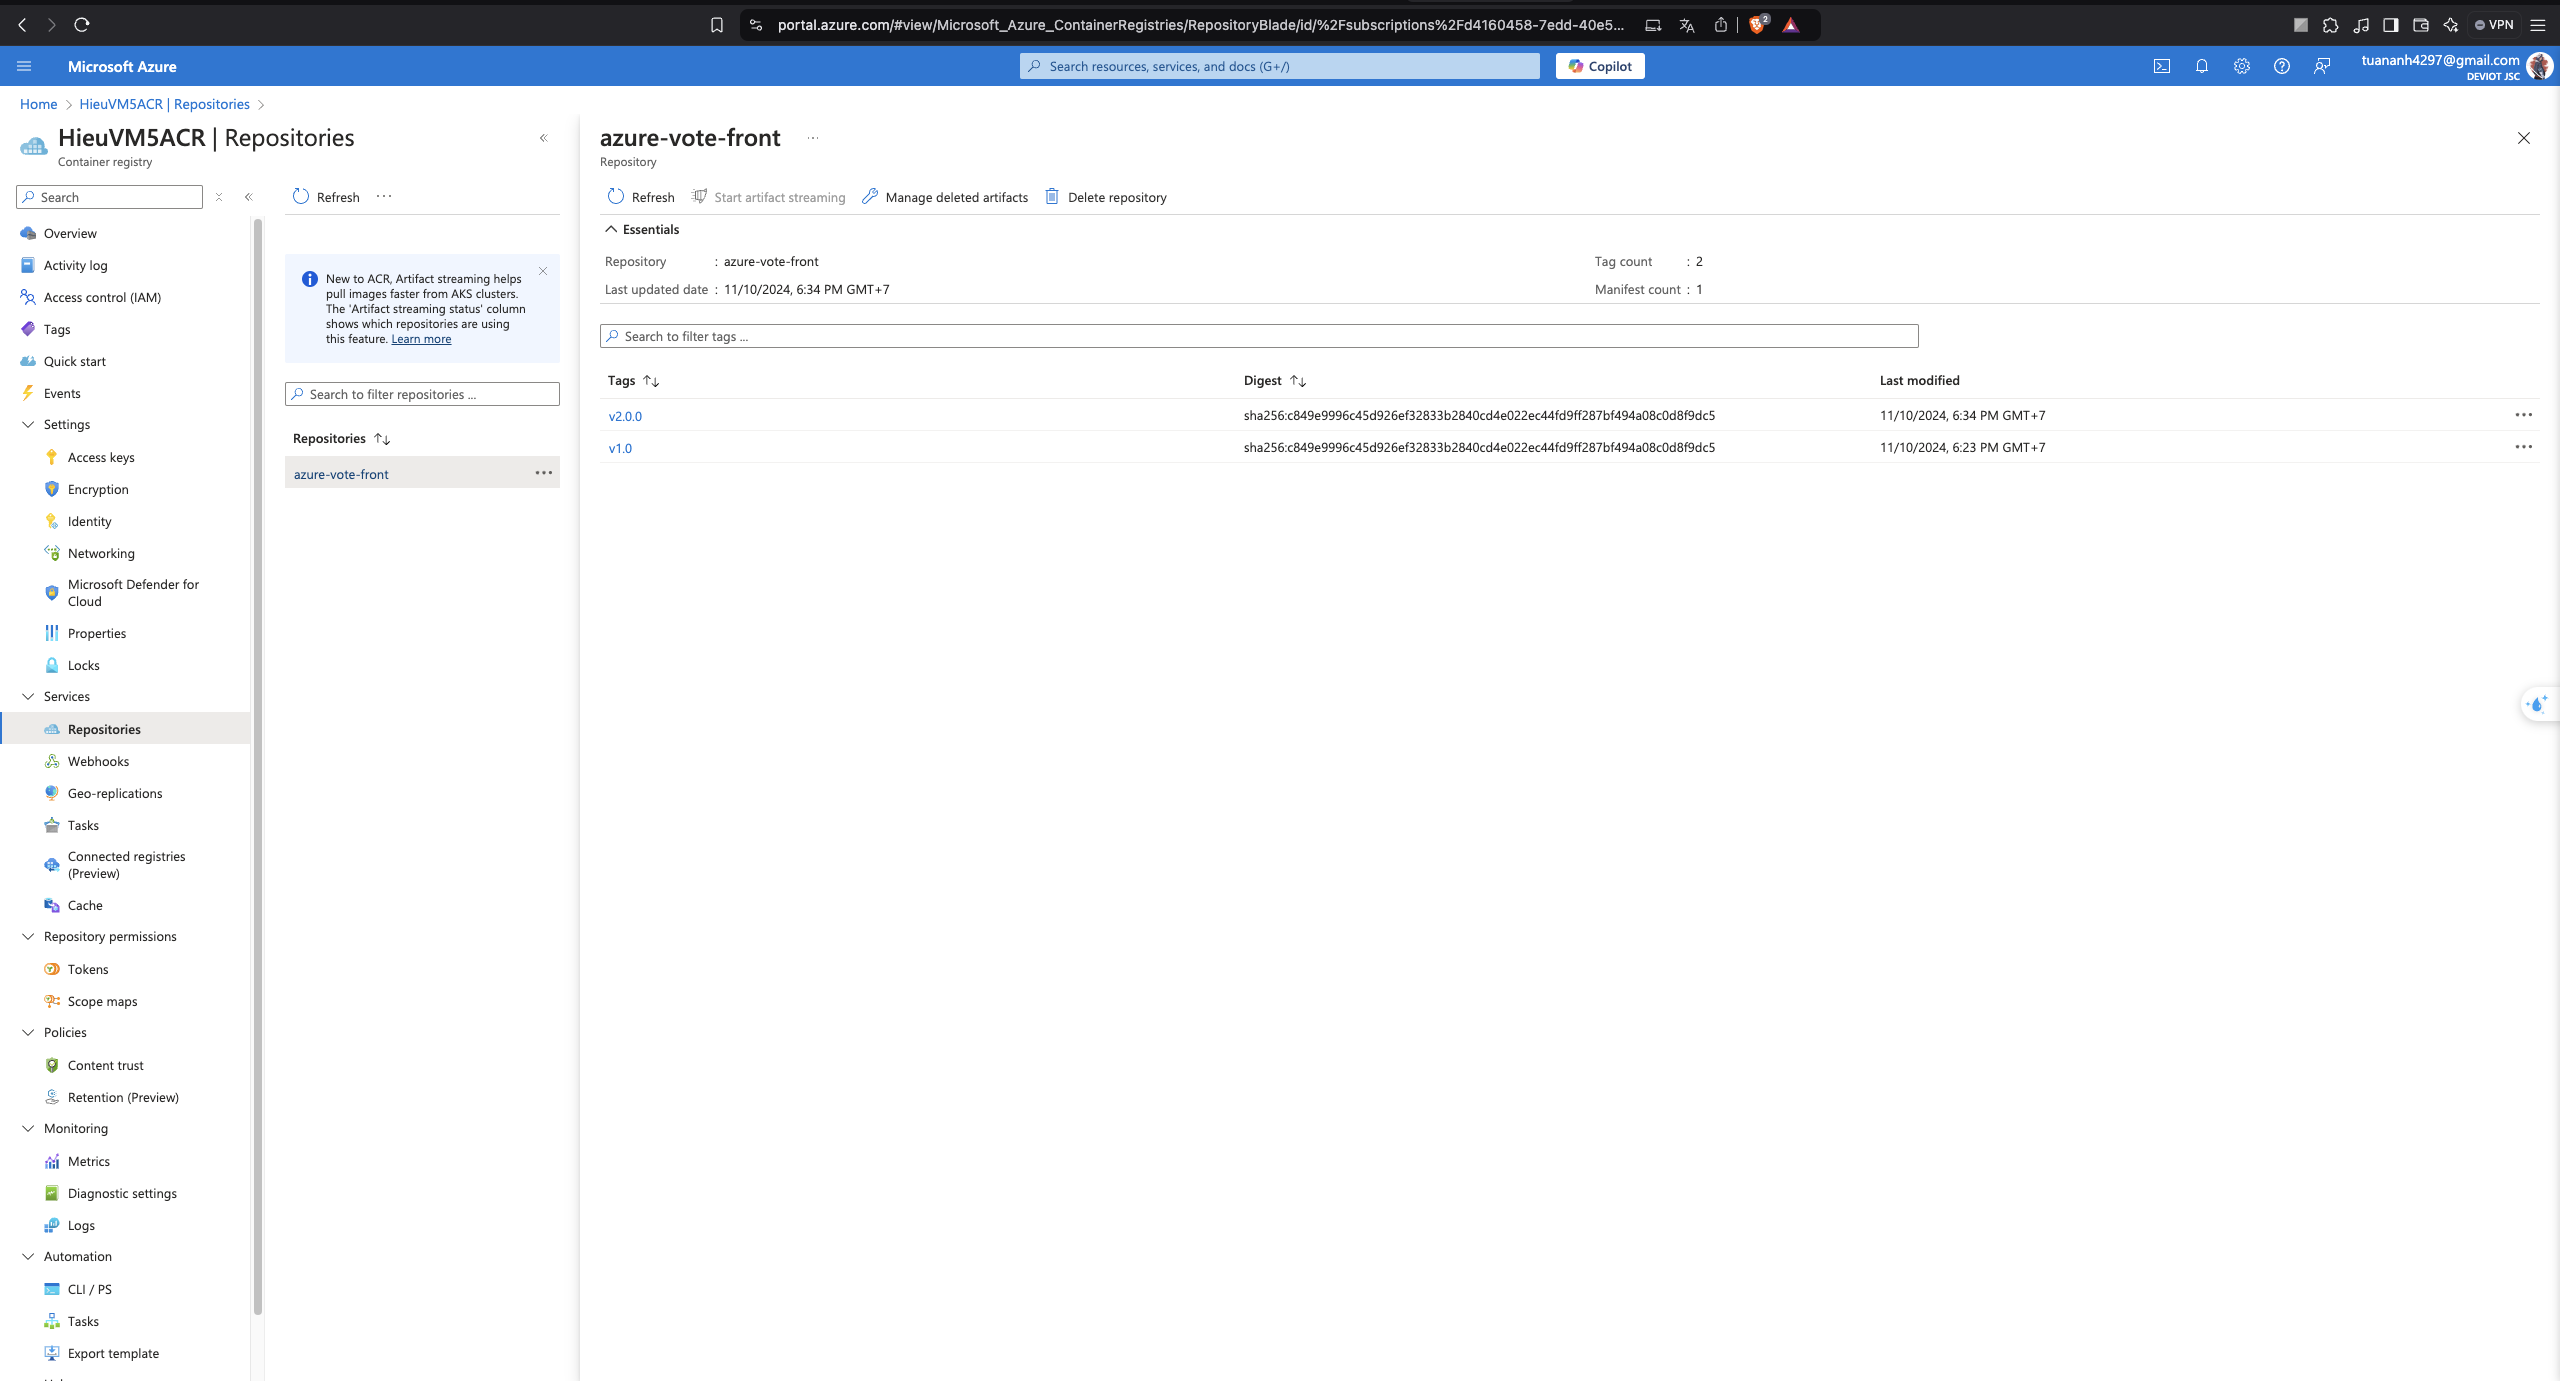 portal.azure.com/#view/Microsoft_Azure_ContainerRegistries/RepositoryBlade/id/%2Fsubscriptions%2Fd4160458-7edd-40e5...
2
VPN
Microsoft Azure
Search resources, services, and docs (G+/)
Copilot
tuananh4297@gmail.com
DEVIOT JSC
Home > HieuVM5ACR | Repositories >
HieuVM5ACR | Repositories
Container registry
Search
Overview
Activity log
Access control (IAM)
Tags
Quick start
Events
Settings
Access keys
Encryption
Identity
Networking
Microsoft Defender for
Cloud
Properties
Locks
Services
Repositories
Webhooks
Geo-replications
Tasks
Connected registries
(Preview)
Cache
Repository permissions
Tokens
Scope maps
Policies
Content trust
Retention (Preview)
Monitoring
Metrics
Diagnostic settings
Logs
Automation
CLI / PS
Tasks
Export template
Refresh ...
New to ACR, Artifact streaming helps
pull images faster from AKS clusters.
The 'Artifact streaming status' column
shows which repositories are using
this feature. Learn more
Search to filter repositories ...
Repositories
azure-vote-front
azure-vote-front ...
Repository
Refresh Start artifact streaming Manage deleted artifacts Delete repository
Essentials
Repository : azure-vote-front Tag count : 2
Last updated date : 11/10/2024, 6:34 PM GMT+7 Manifest count : 1
Search to filter tags ...
Tags Digest Last modified
v2.0.0 sha256:c849e9996c45d926ef32833b2840cd4e022ec44fd9ff287bf494a08c0d8f9dc5 11/10/2024, 6:34 PM GMT+7
v1.0 sha256:c849e9996c45d926ef32833b2840cd4e022ec44fd9ff287bf494a08c0d8f9dc5 11/10/2024, 6:23 PM GMT+7